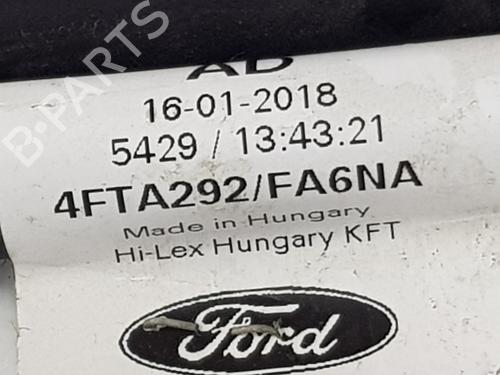 AD
16-01-2018
5429 / 13:43:21
4FTA292/FA6NA
Made in Hungary
Hi-Lex Hungary KFT
Ford
B-PARTS